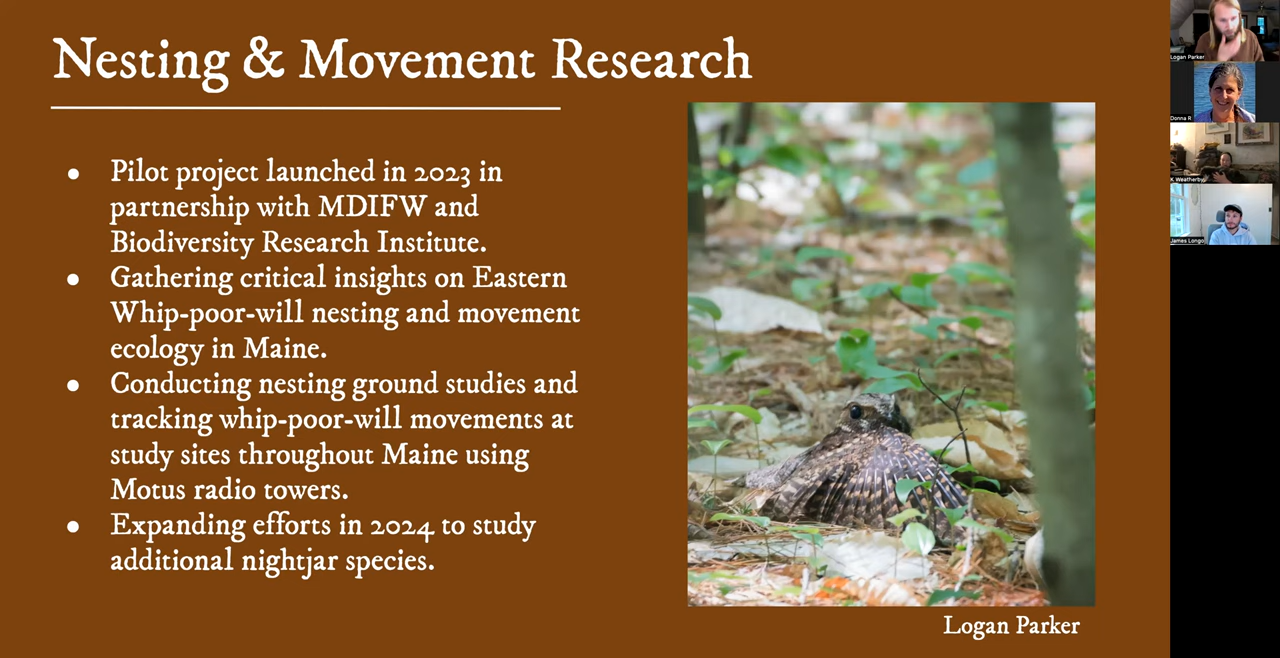 Nesting & Movement Research
● Pilot project launched in 2023 in
partnership with MDIFW and
Biodiversity Research Institute.
● Gathering critical insights on Eastern
Whip-poor-will nesting and movement
ecology in Maine.
● Conducting nesting ground studies and
tracking whip-poor-will movements at
study sites throughout Maine using
Motus radio towers.
● Expanding efforts in 2024 to study
additional nightjar species.
Logan Parker
Logan Parker
Donna R
K Weatherby
James Longo